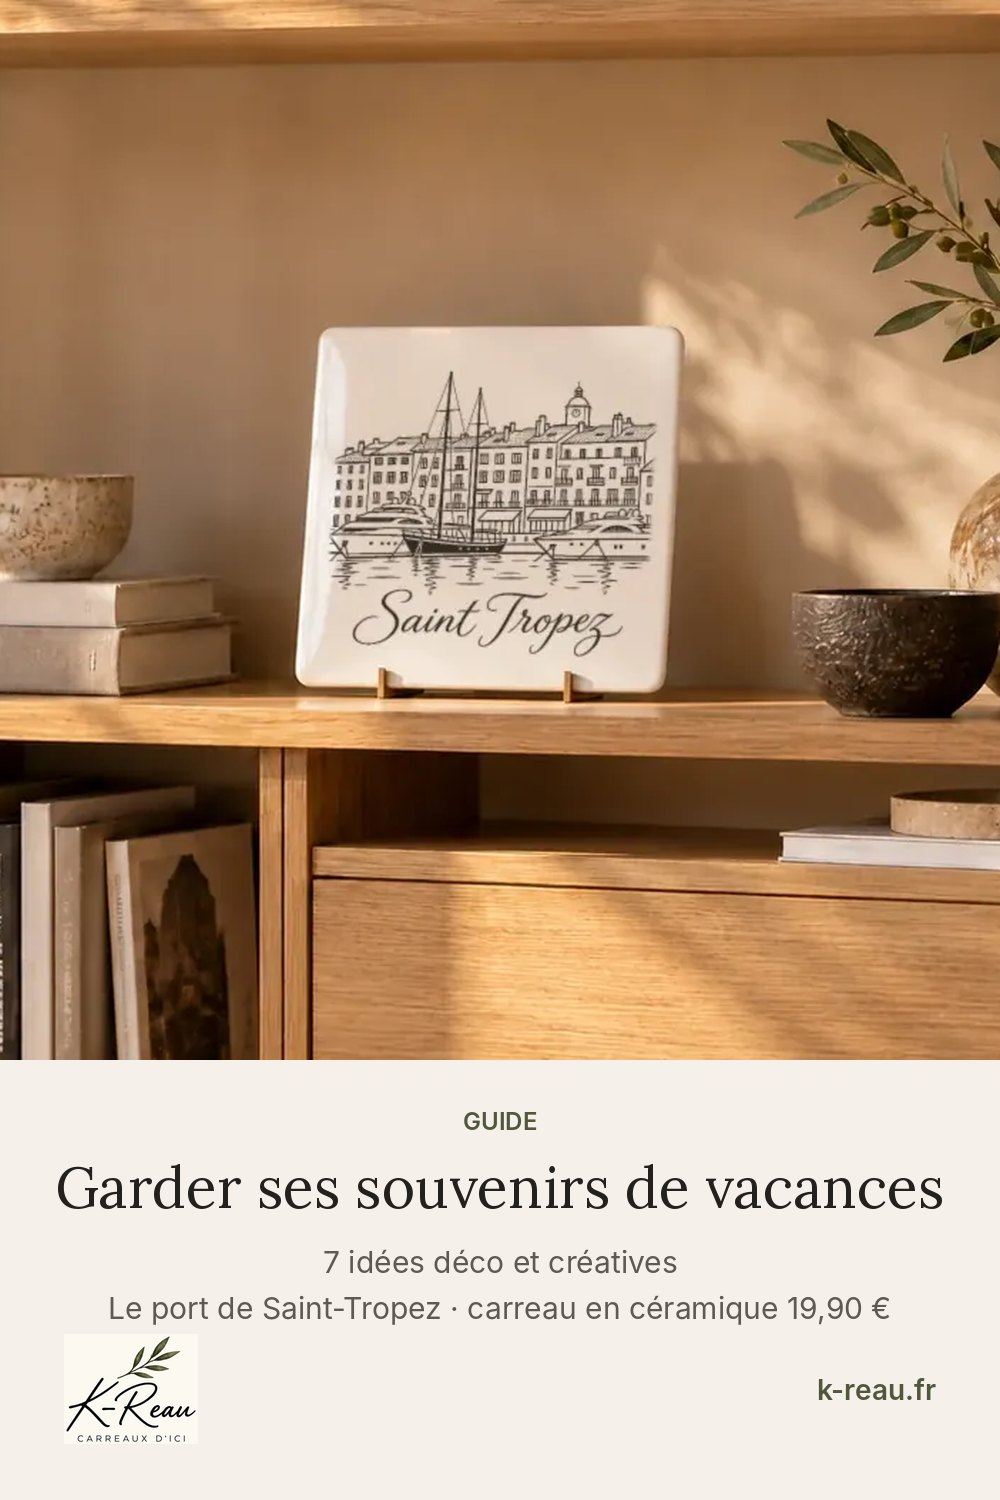 Saint Tropez
GUIDE
Garder ses souvenirs de vacances
7 idées déco et créatives
Le port de Saint-Tropez · carreau en céramique 19,90 €
K-Reau
CARREAUX D'ICI
k-reau.fr